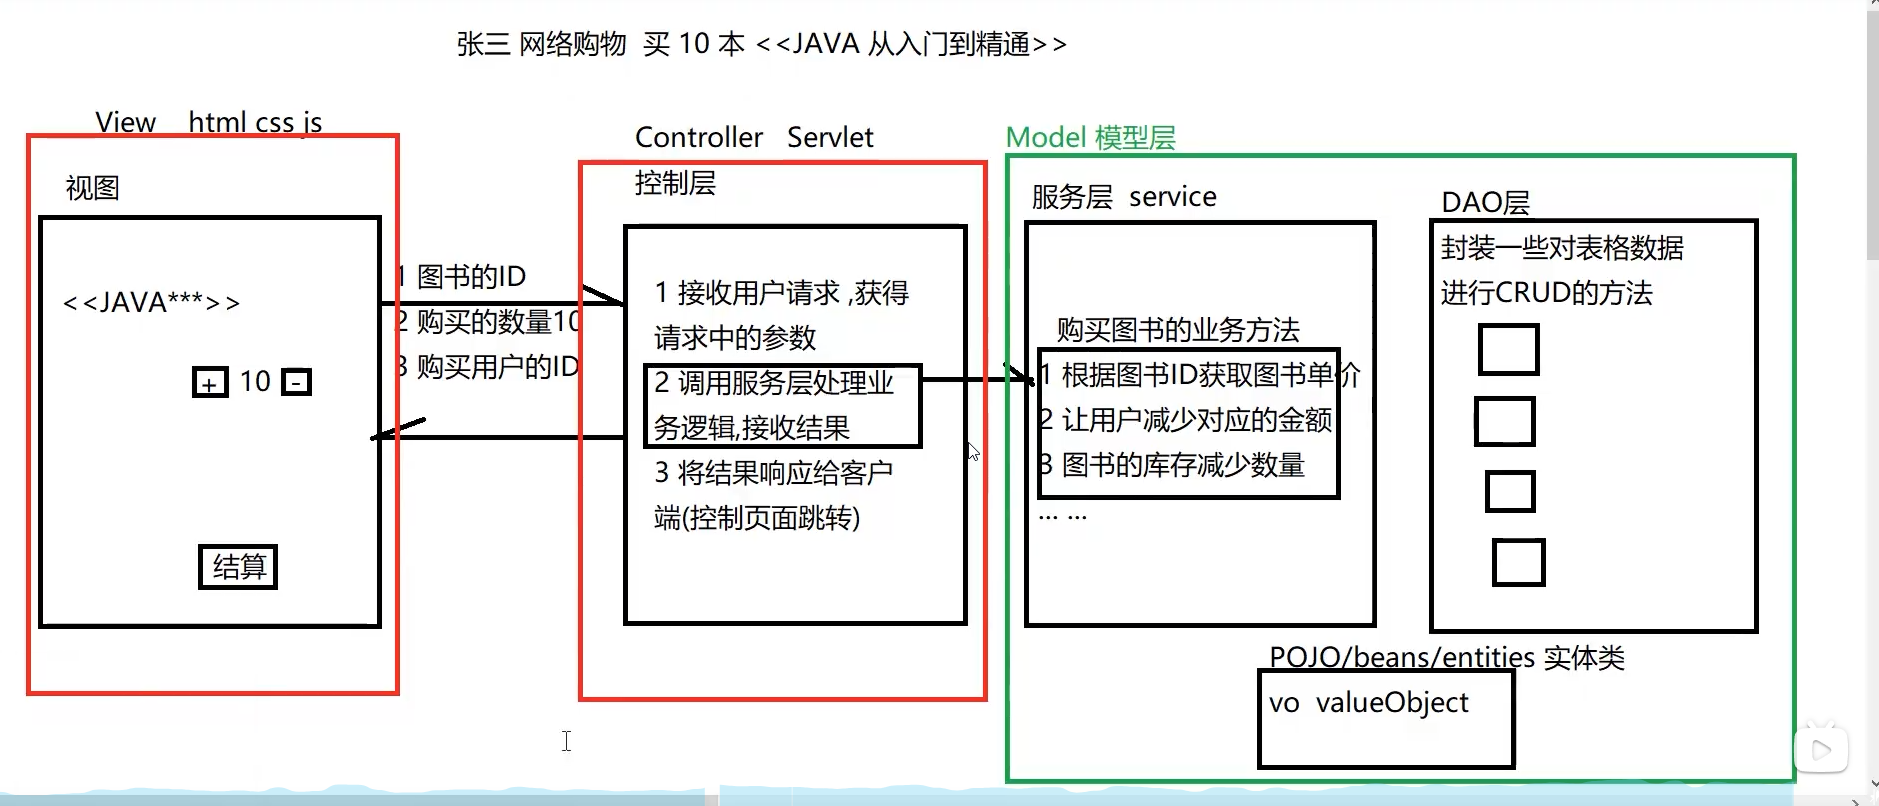 张三 网络购物 买 10 本 <<JAVA 从入门到精通>>
View html css js
视图
<<JAVA***>>
+ 10 -
结算
1 图书的ID
2 购买的数量10
3 购买用户的ID
Controller Servlet
控制层
1 接收用户请求 ,获得
请求中的参数
2 调用服务层处理业
务逻辑,接收结果
3 将结果响应给客户
端(控制页面跳转)
Model 模型层
服务层 service
购买图书的业务方法
1 根据图书ID获取图书单价
2 让用户减少对应的金额
3 图书的库存减少数量
... ...
DAO层
封装一些对表格数据
进行CRUD的方法
POJO/beans/entities 实体类
vo valueObject